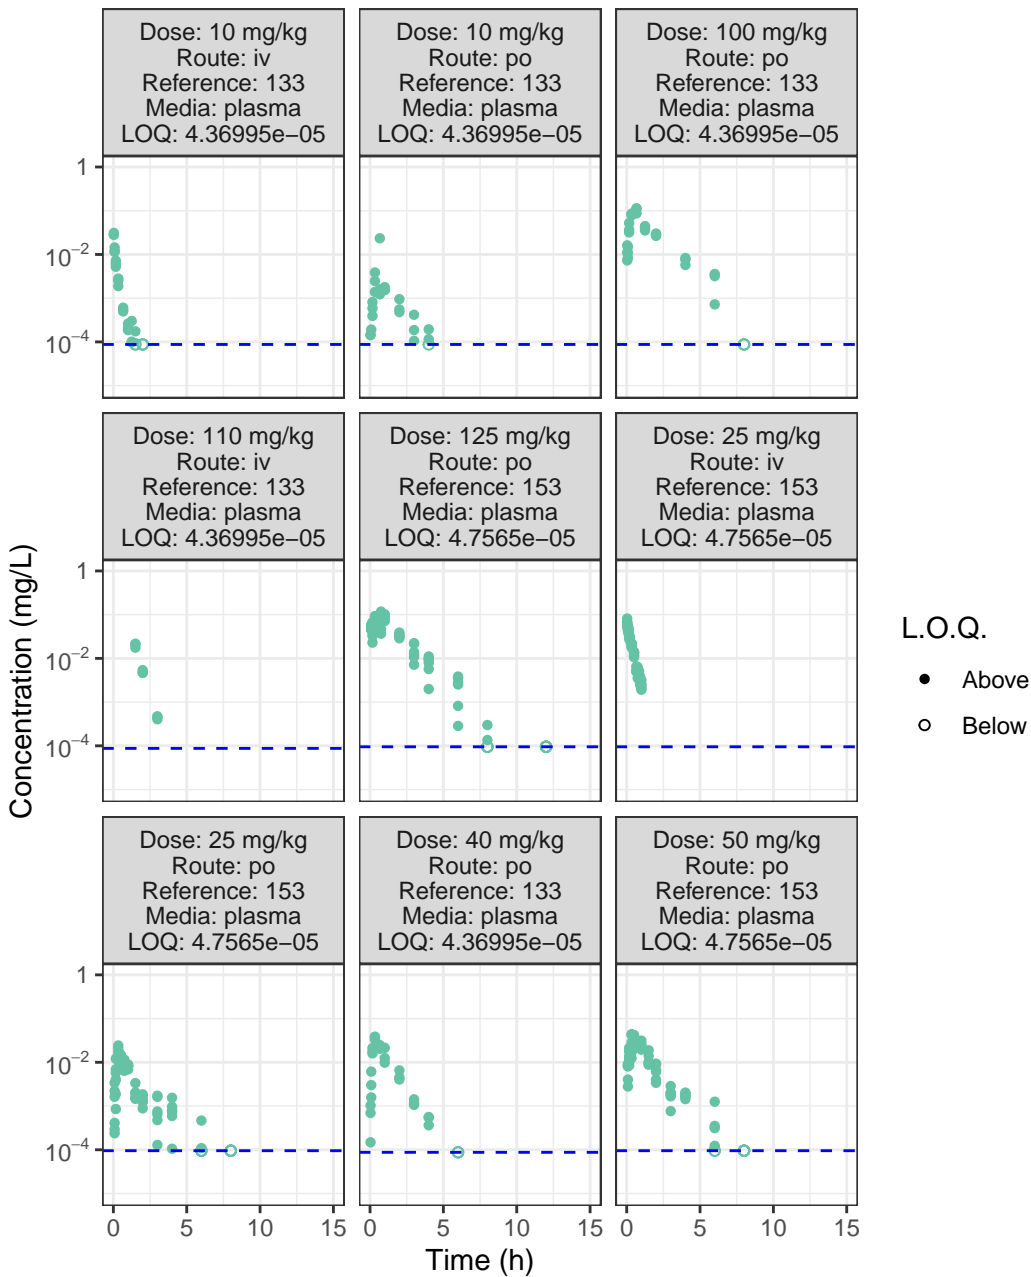 Dose: 10 mg/kg
Route: iv
Reference: 133
Media: plasma
LOQ: 4.36995e−05
Dose: 10 mg/kg
Route: po
Reference: 133
Media: plasma
LOQ: 4.36995e−05
Dose: 100 mg/kg
Route: po
Reference: 133
Media: plasma
LOQ: 4.36995e−05
1
10⁻²
10⁻⁴
Dose: 110 mg/kg
Route: iv
Reference: 133
Media: plasma
LOQ: 4.36995e−05
Dose: 125 mg/kg
Route: po
Reference: 153
Media: plasma
LOQ: 4.7565e−05
Dose: 25 mg/kg
Route: iv
Reference: 153
Media: plasma
LOQ: 4.7565e−05
1
10⁻²
10⁻⁴
Concentration (mg/L)
L.O.Q.
Above
Below
Dose: 25 mg/kg
Route: po
Reference: 153
Media: plasma
LOQ: 4.7565e−05
Dose: 40 mg/kg
Route: po
Reference: 133
Media: plasma
LOQ: 4.36995e−05
Dose: 50 mg/kg
Route: po
Reference: 153
Media: plasma
LOQ: 4.7565e−05
1
10⁻²
10⁻⁴
0 5 10 15 0 5 10 15 0 5 10 15
Time (h)